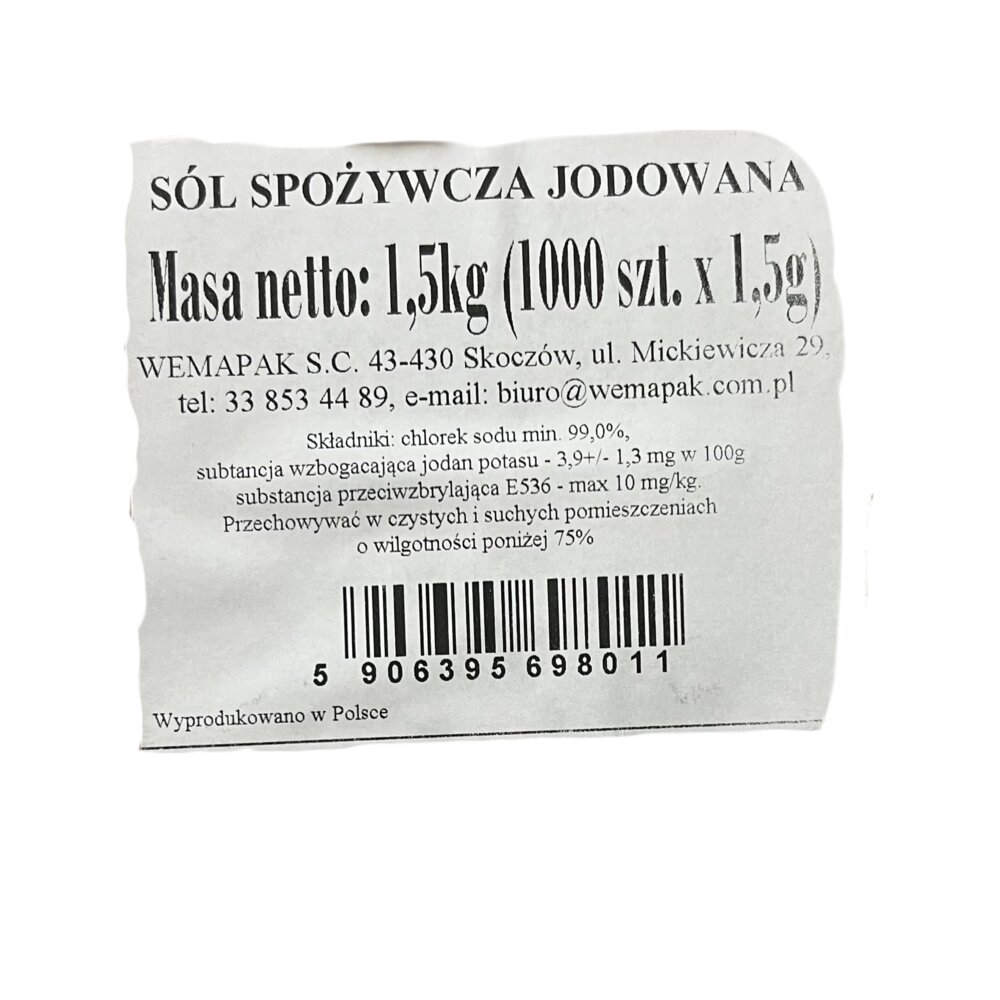 SÓL SPOŻYWCZA JODOWANA
Masa netto: 1,5kg (1000 szt. x 1,5g)
WEMAPAK S.C. 43-430 Skoczów, ul. Mickiewicza 29,
tel: 33 853 44 89, e-mail: biuro@wemapak.com.pl
Składniki: chlorek sodu min. 99,0%,
subtancja wzbogacająca jodan potasu - 3,9+/- 1,3 mg w 100g
substancja przeciwzbrylająca E536 - max 10 mg/kg.
Przechowywać w czystych i suchych pomieszczeniach
o wilgotności poniżej 75%
5 906395 698011
Wyprodukowano w Polsce